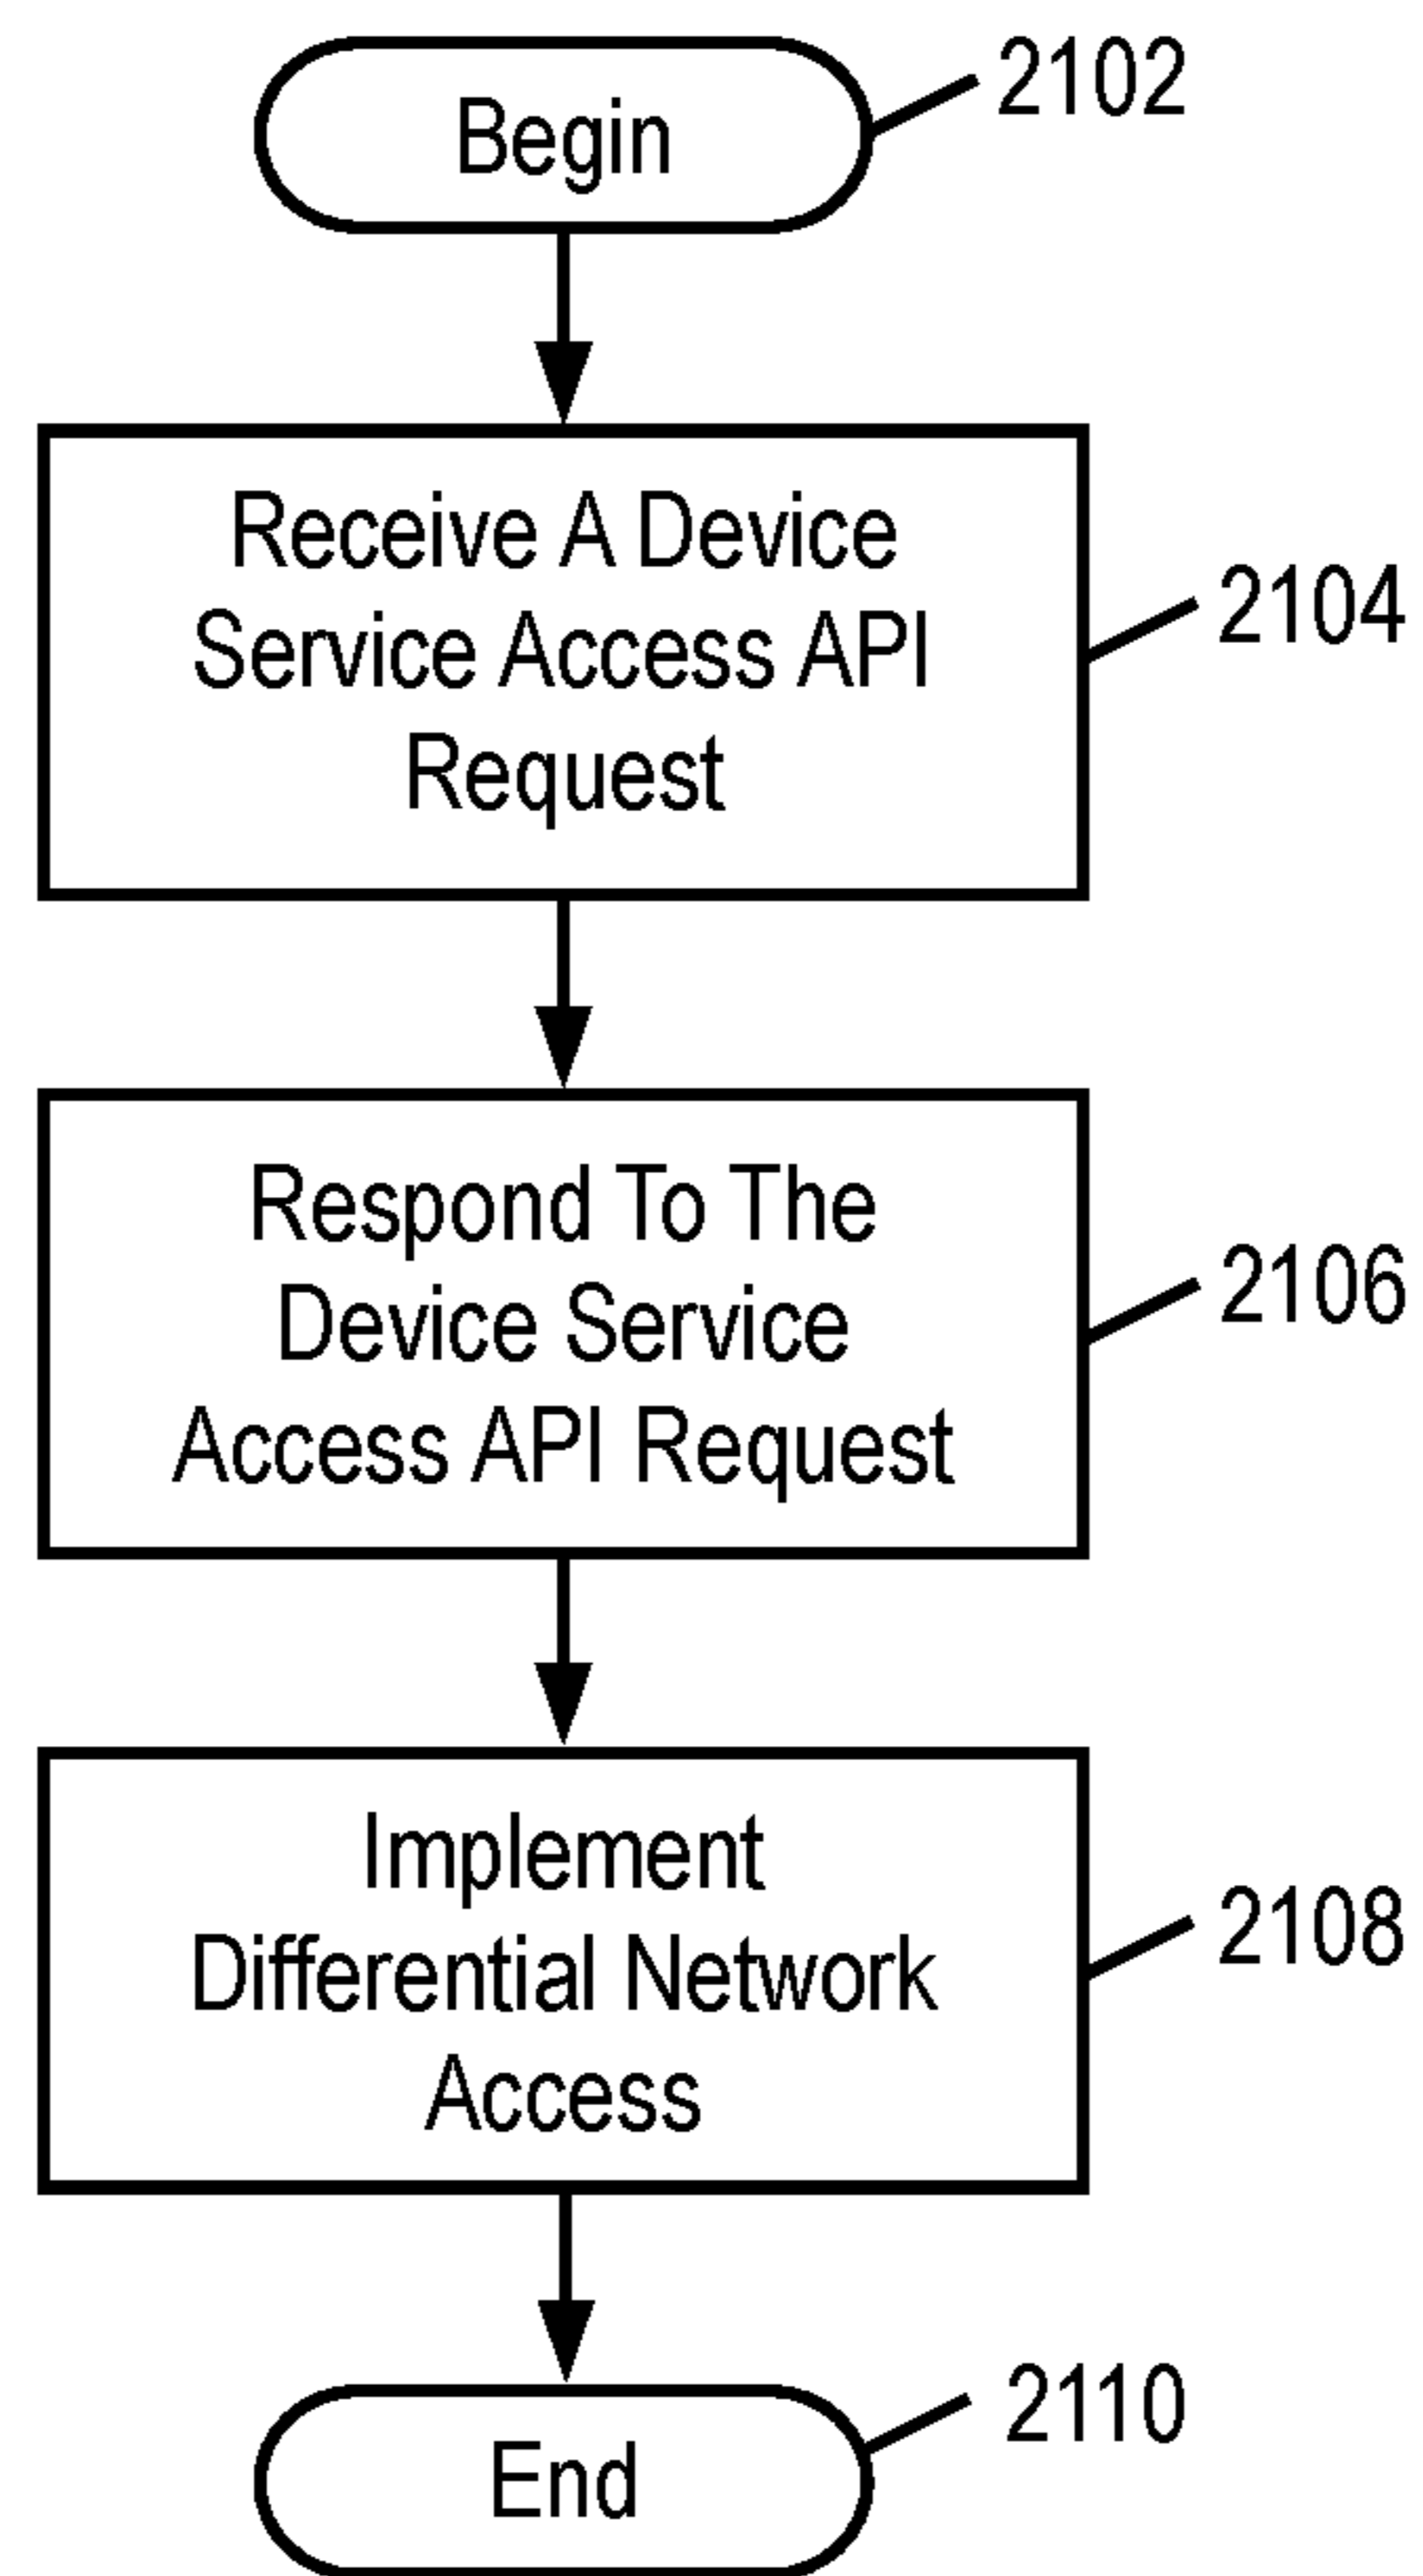 Begin
2102
Receive A Device
Service Access API
Request
2104
Respond To The
Device Service
Access API Request
2106
Implement
Differential Network
Access
2108
End
2110